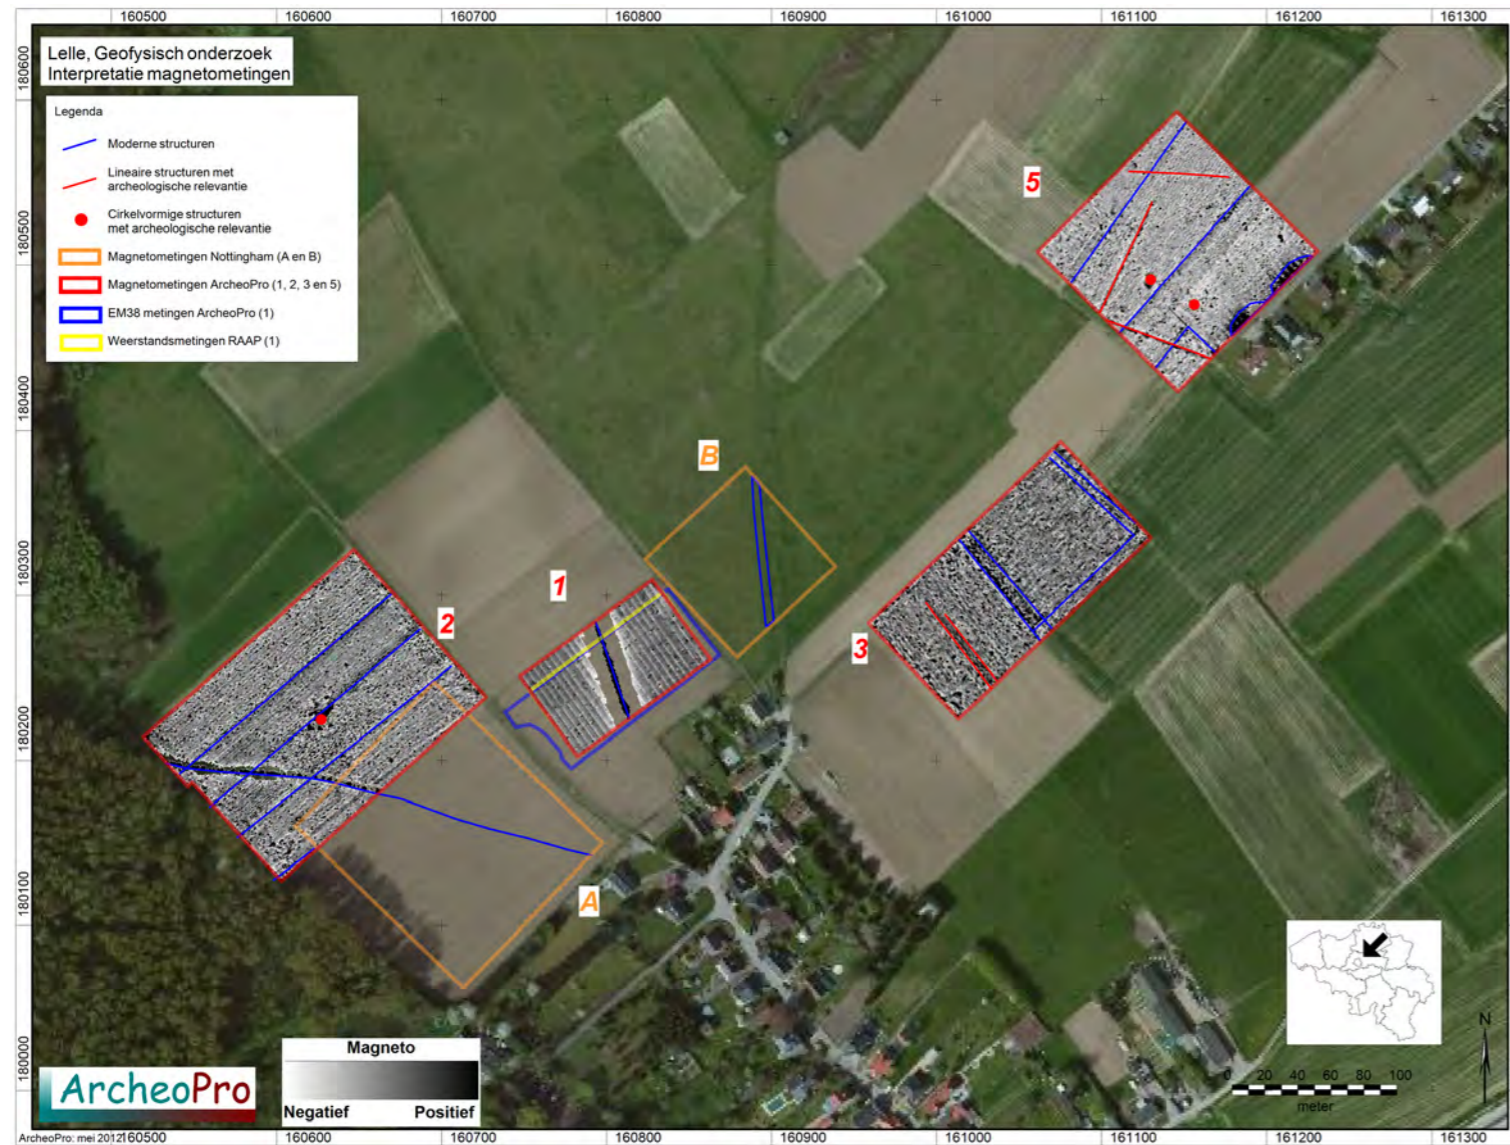 160500 160600 160700 160800 160900 161000 161100 161200 161300
180600
180500
180400
180300
180200
180100
180000
Lelle, Geofysisch onderzoek
Interpretatie magnetometingen
Legenda
Moderne structuren
Lineaire structuren met
archeologische relevantie
Cirkelvormige structuren
met archeologische relevantie
Magnetometingen Nottingham (A en B)
Magnetometingen ArcheoPro (1, 2, 3 en 5)
EM38 metingen ArcheoPro (1)
Weerstandsmetingen RAAP (1)
5
B
1
2
3
A
N
0 20 40 60 80 100
meter
Magneto
Negatief Positief
ArcheoPro
ArcheoPro: mei 2012
160500 160600 160700 160800 160900 161000 161100 161200 161300